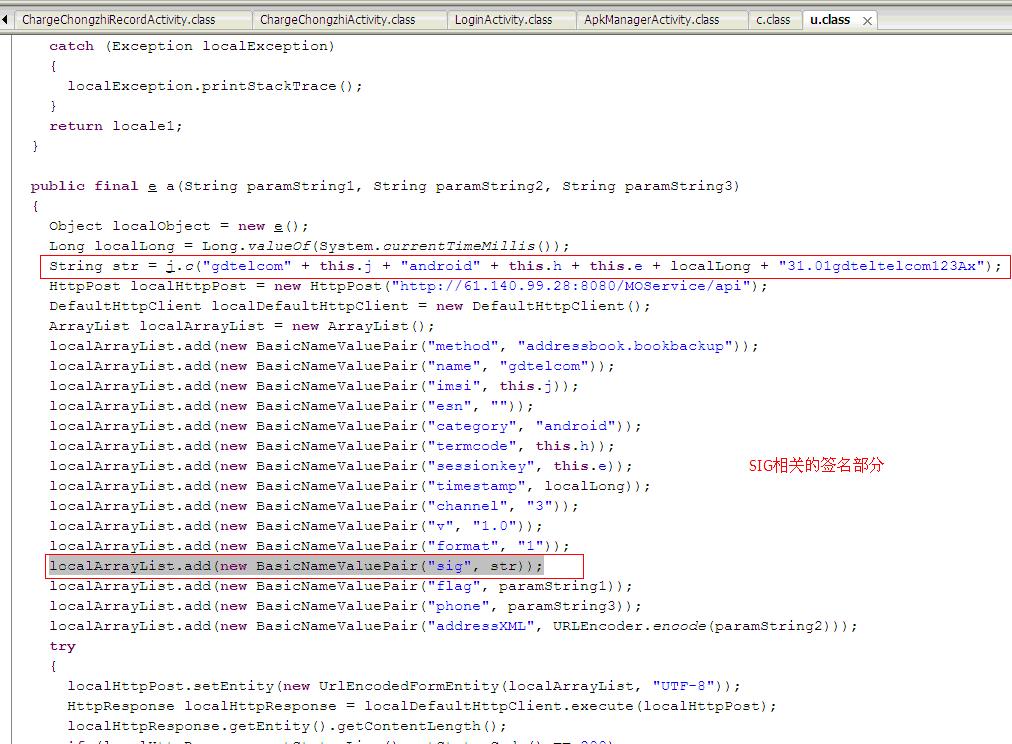 ChargeChongzhiRecordActivity.class ChargeChongzhiActivity.class LoginActivity.class ApkManagerActivity.class c.class u.class
catch (Exception localException)
{
localException.printStackTrace();
}
return locale1;
}
public final e a(String paramString1, String paramString2, String paramString3)
{
Object localObject = new e();
Long localLong = Long.valueOf(System.currentTimeMillis());
String str = j.c("gdtelcom" + this.j + "android" + this.h + this.e + localLong + "31.01gdteltelcom123Ax");
HttpPost localHttpPost = new HttpPost("http://61.140.99.28:8080/MOService/api");
DefaultHttpClient localDefaultHttpClient = new DefaultHttpClient();
ArrayList localArrayList = new ArrayList();
localArrayList.add(new BasicNameValuePair("method", "addressbook.bookbackup"));
localArrayList.add(new BasicNameValuePair("name", "gdtelcom"));
localArrayList.add(new BasicNameValuePair("imsi", this.j));
localArrayList.add(new BasicNameValuePair("esn", ""));
localArrayList.add(new BasicNameValuePair("category", "android"));
localArrayList.add(new BasicNameValuePair("termcode", this.h));
localArrayList.add(new BasicNameValuePair("sessionkey", this.e));
SIG相关的签名部分
localArrayList.add(new BasicNameValuePair("timestamp", localLong));
localArrayList.add(new BasicNameValuePair("channel", "3"));
localArrayList.add(new BasicNameValuePair("v", "1.0"));
localArrayList.add(new BasicNameValuePair("format", "1"));
localArrayList.add(new BasicNameValuePair("sig", str));
localArrayList.add(new BasicNameValuePair("flag", paramString1));
localArrayList.add(new BasicNameValuePair("phone", paramString3));
localArrayList.add(new BasicNameValuePair("addressXML", URLEncoder.encode(paramString2)));
try
{
localHttpPost.setEntity(new UrlEncodedFormEntity(localArrayList, "UTF-8"));
HttpResponse localHttpResponse = localDefaultHttpClient.execute(localHttpPost);
localHttpResponse.getEntity().getContentLength();